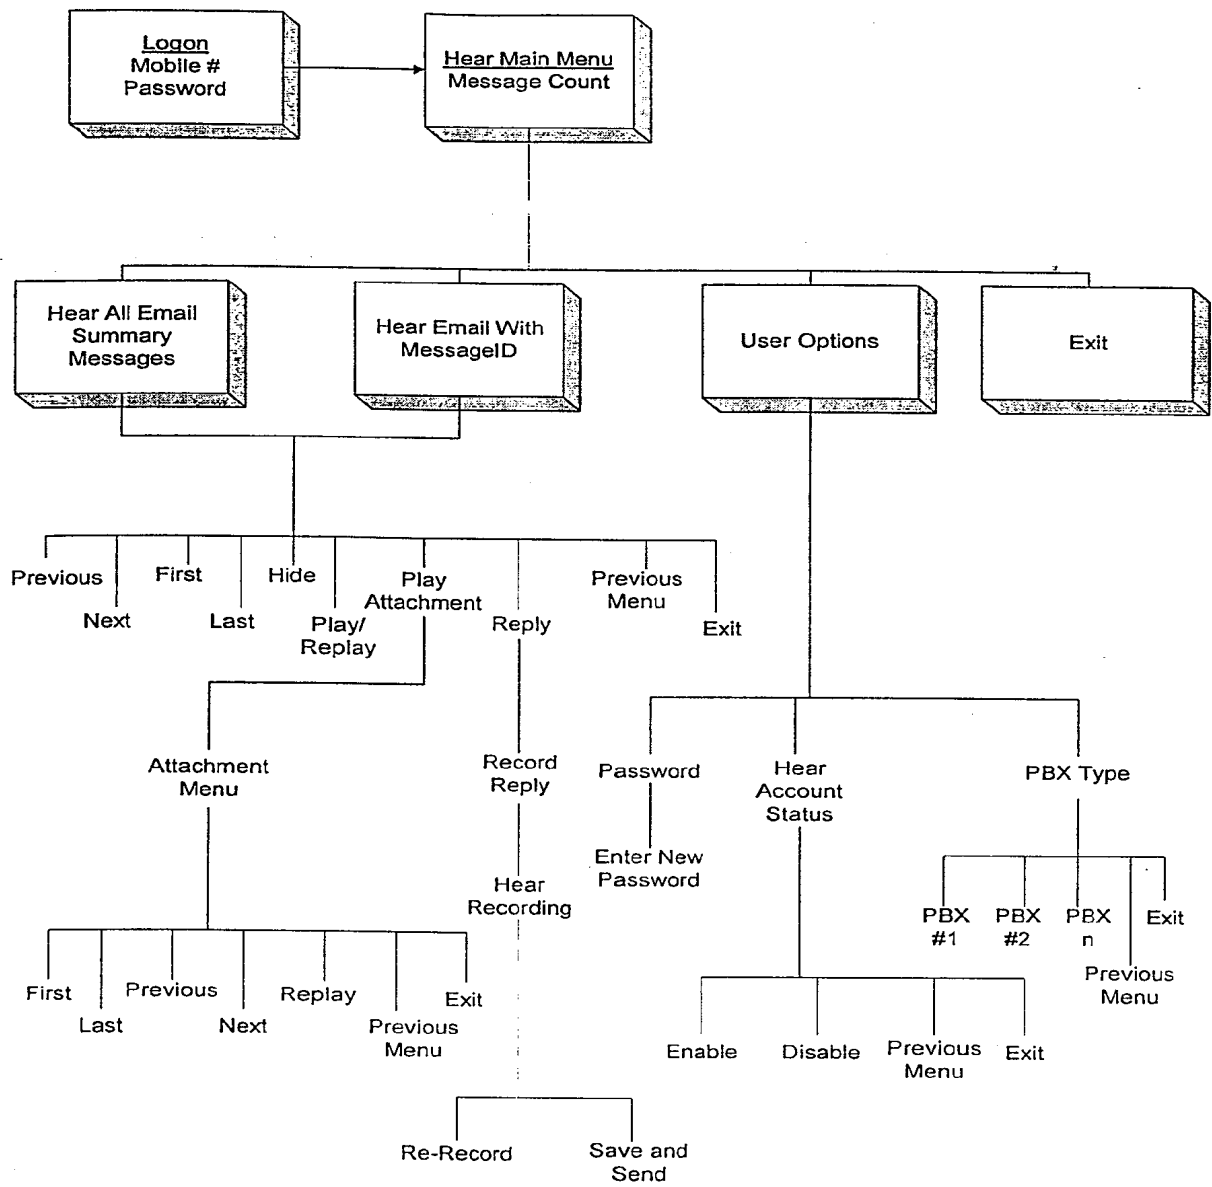 Logon
Mobile #
Password
Hear Main Menu
Message Count
Hear All Email
Summary
Messages
Hear Email With
MessageID
User Options
Exit
Previous
Next
First
Last
Hide
Play/
Replay
Play
Attachment
Reply
Previous
Menu
Exit
Attachment
Menu
Record
Reply
Hear
Recording
Password
Enter New
Password
Hear
Account
Status
PBX Type
PBX
#1
PBX
#2
PBX
n
Previous
Menu
Exit
First
Last
Previous
Next
Replay
Previous
Menu
Exit
Enable
Disable
Previous
Menu
Exit
Re-Record
Save and
Send